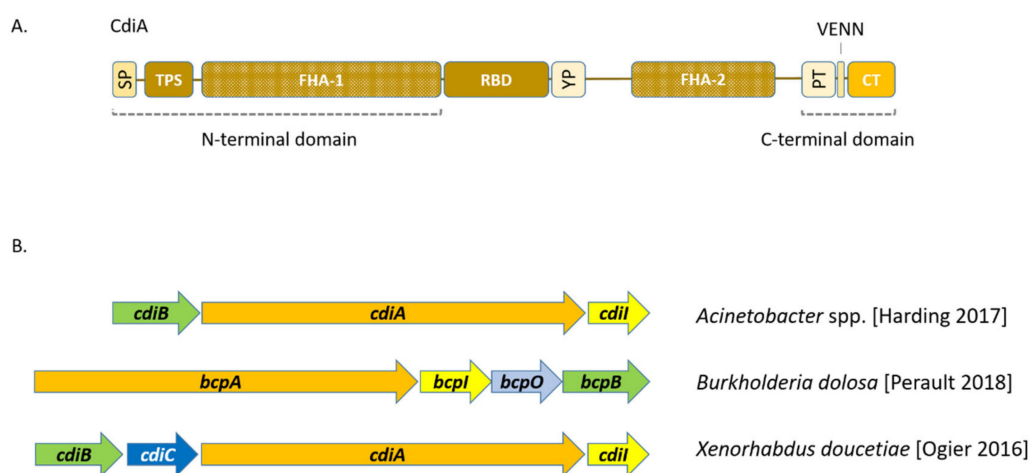 A.
CdiA
VENN
SP TPS FHA-1 RBD YP FHA-2 PT CT
N-terminal domain C-terminal domain
B.
cdiB cdiA cdiI Acinetobacter spp. [Harding 2017]
bcpA bcpI bcpO bcpB Burkholderia dolosa [Perault 2018]
cdiB cdiC cdiA cdiI Xenorhabdus doucetiae [Ogier 2016]